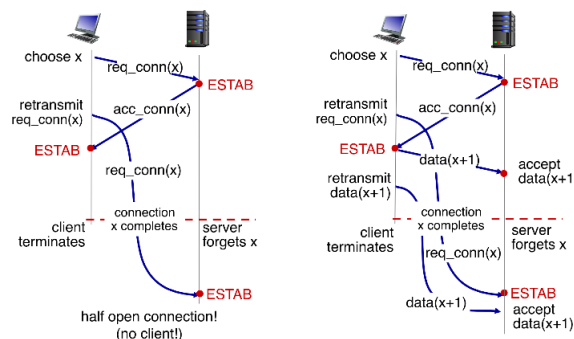 choose x
req_conn(x)
ESTAB
retransmit
req_conn(x)
acc_conn(x)
ESTAB
req_conn(x)
connection
x completes
client
terminates
server
forgets x
ESTAB
half open connection!
(no client!)
choose x
req_conn(x)
ESTAB
retransmit
req_conn(x)
acc_conn(x)
ESTAB
data(x+1)
accept
data(x+1
retransmit
data(x+1)
connection
x completes
client
terminates
server
forgets x
req_conn(x)
ESTAB
data(x+1)
accept
data(x+1)